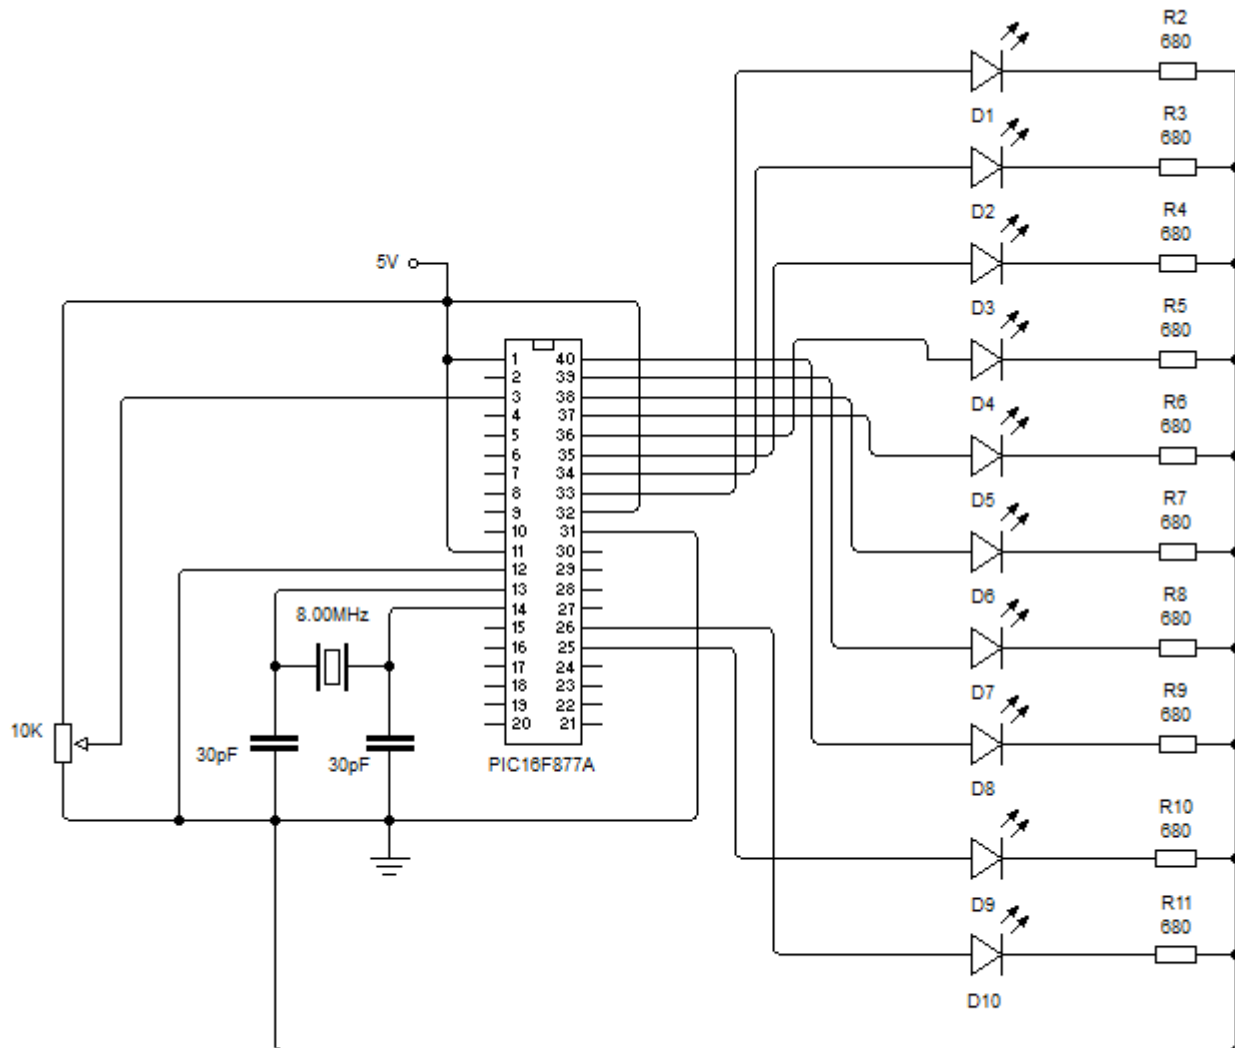 R2
680
D1
R3
680
D2
R4
680
5V
D3
R5
680
1 40
2 39
3 38
4 37
5 36
6 35
7 34
8 33
9 32
10 31
11 30
12 29
13 28
14 27
15 26
16 25
17 24
18 23
19 22
20 21
PIC16F877A
8.00MHz
10K
30pF
30pF
D4
R6
680
D5
R7
680
D6
R8
680
D7
R9
680
D8
R10
680
D9
R11
680
D10